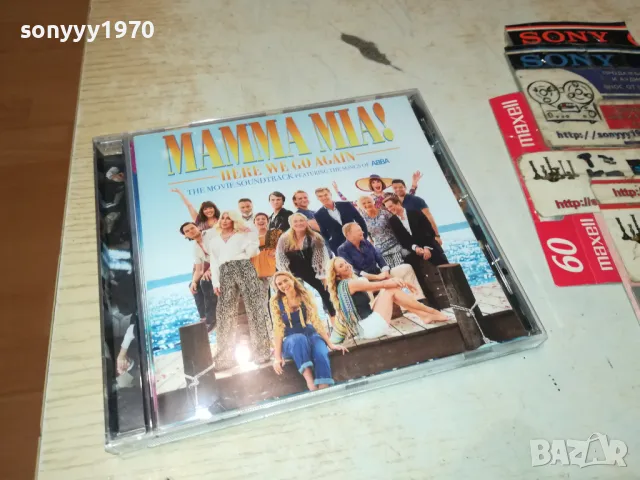 sonyyy1970
MAMMA MIA!
HERE WE GO AGAIN
THE MOVIE SOUNDTRACK FEATURING THE SONGS OF ABBA
SONY
SONY
maxell
http://sonyyy
http://s
60
maxell
BAZAR